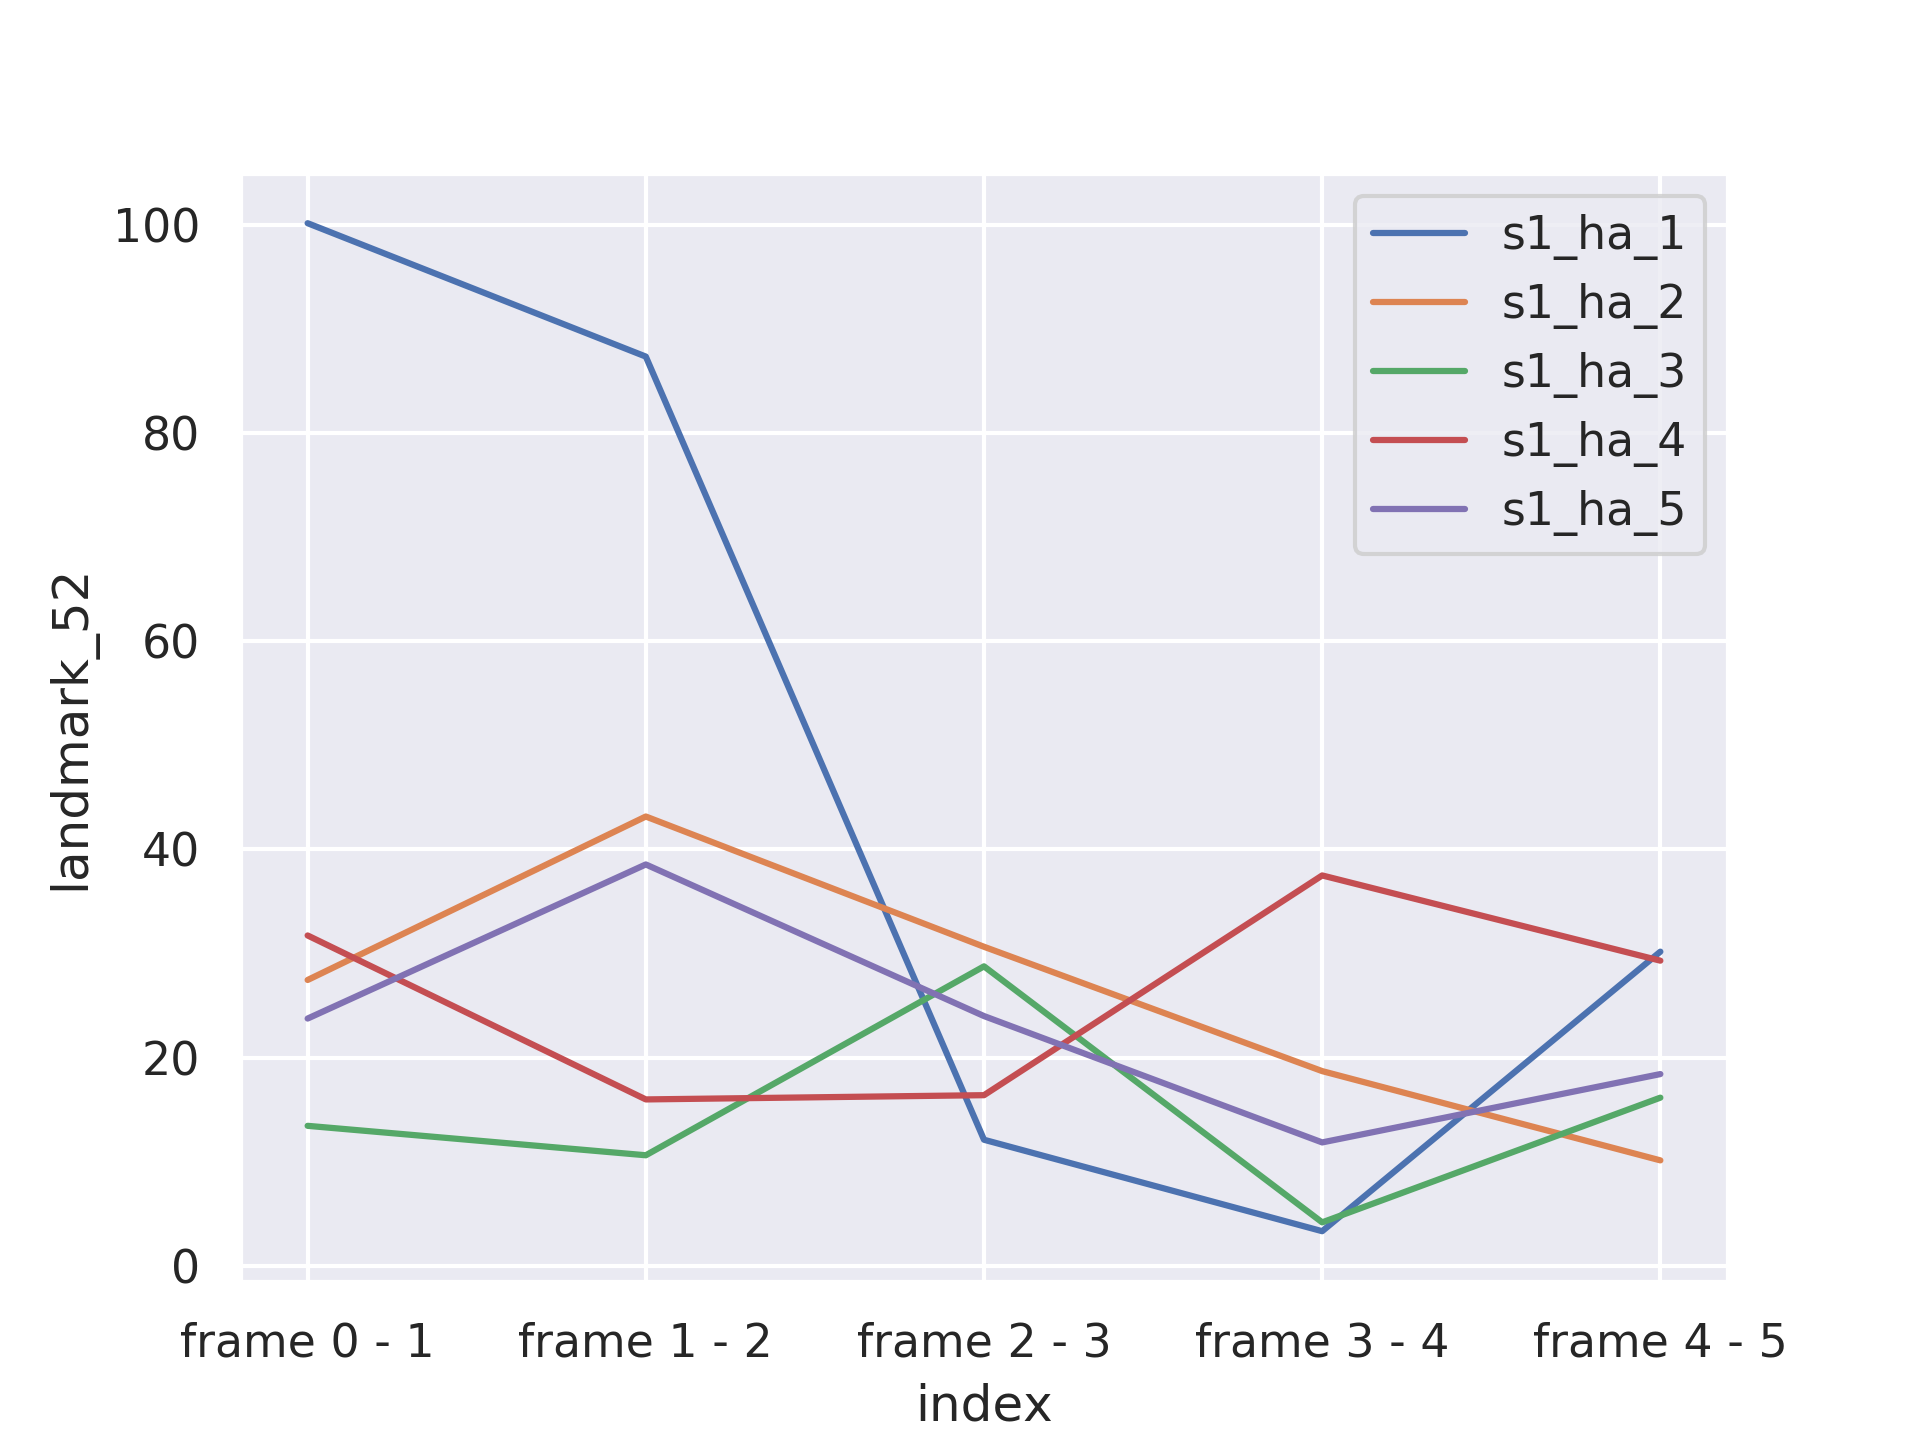 100
80
60
40
20
0
landmark_52
s1_ha_1
s1_ha_2
s1_ha_3
s1_ha_4
s1_ha_5
frame 0 - 1
frame 1 - 2
frame 2 - 3
frame 3 - 4
frame 4 - 5
index